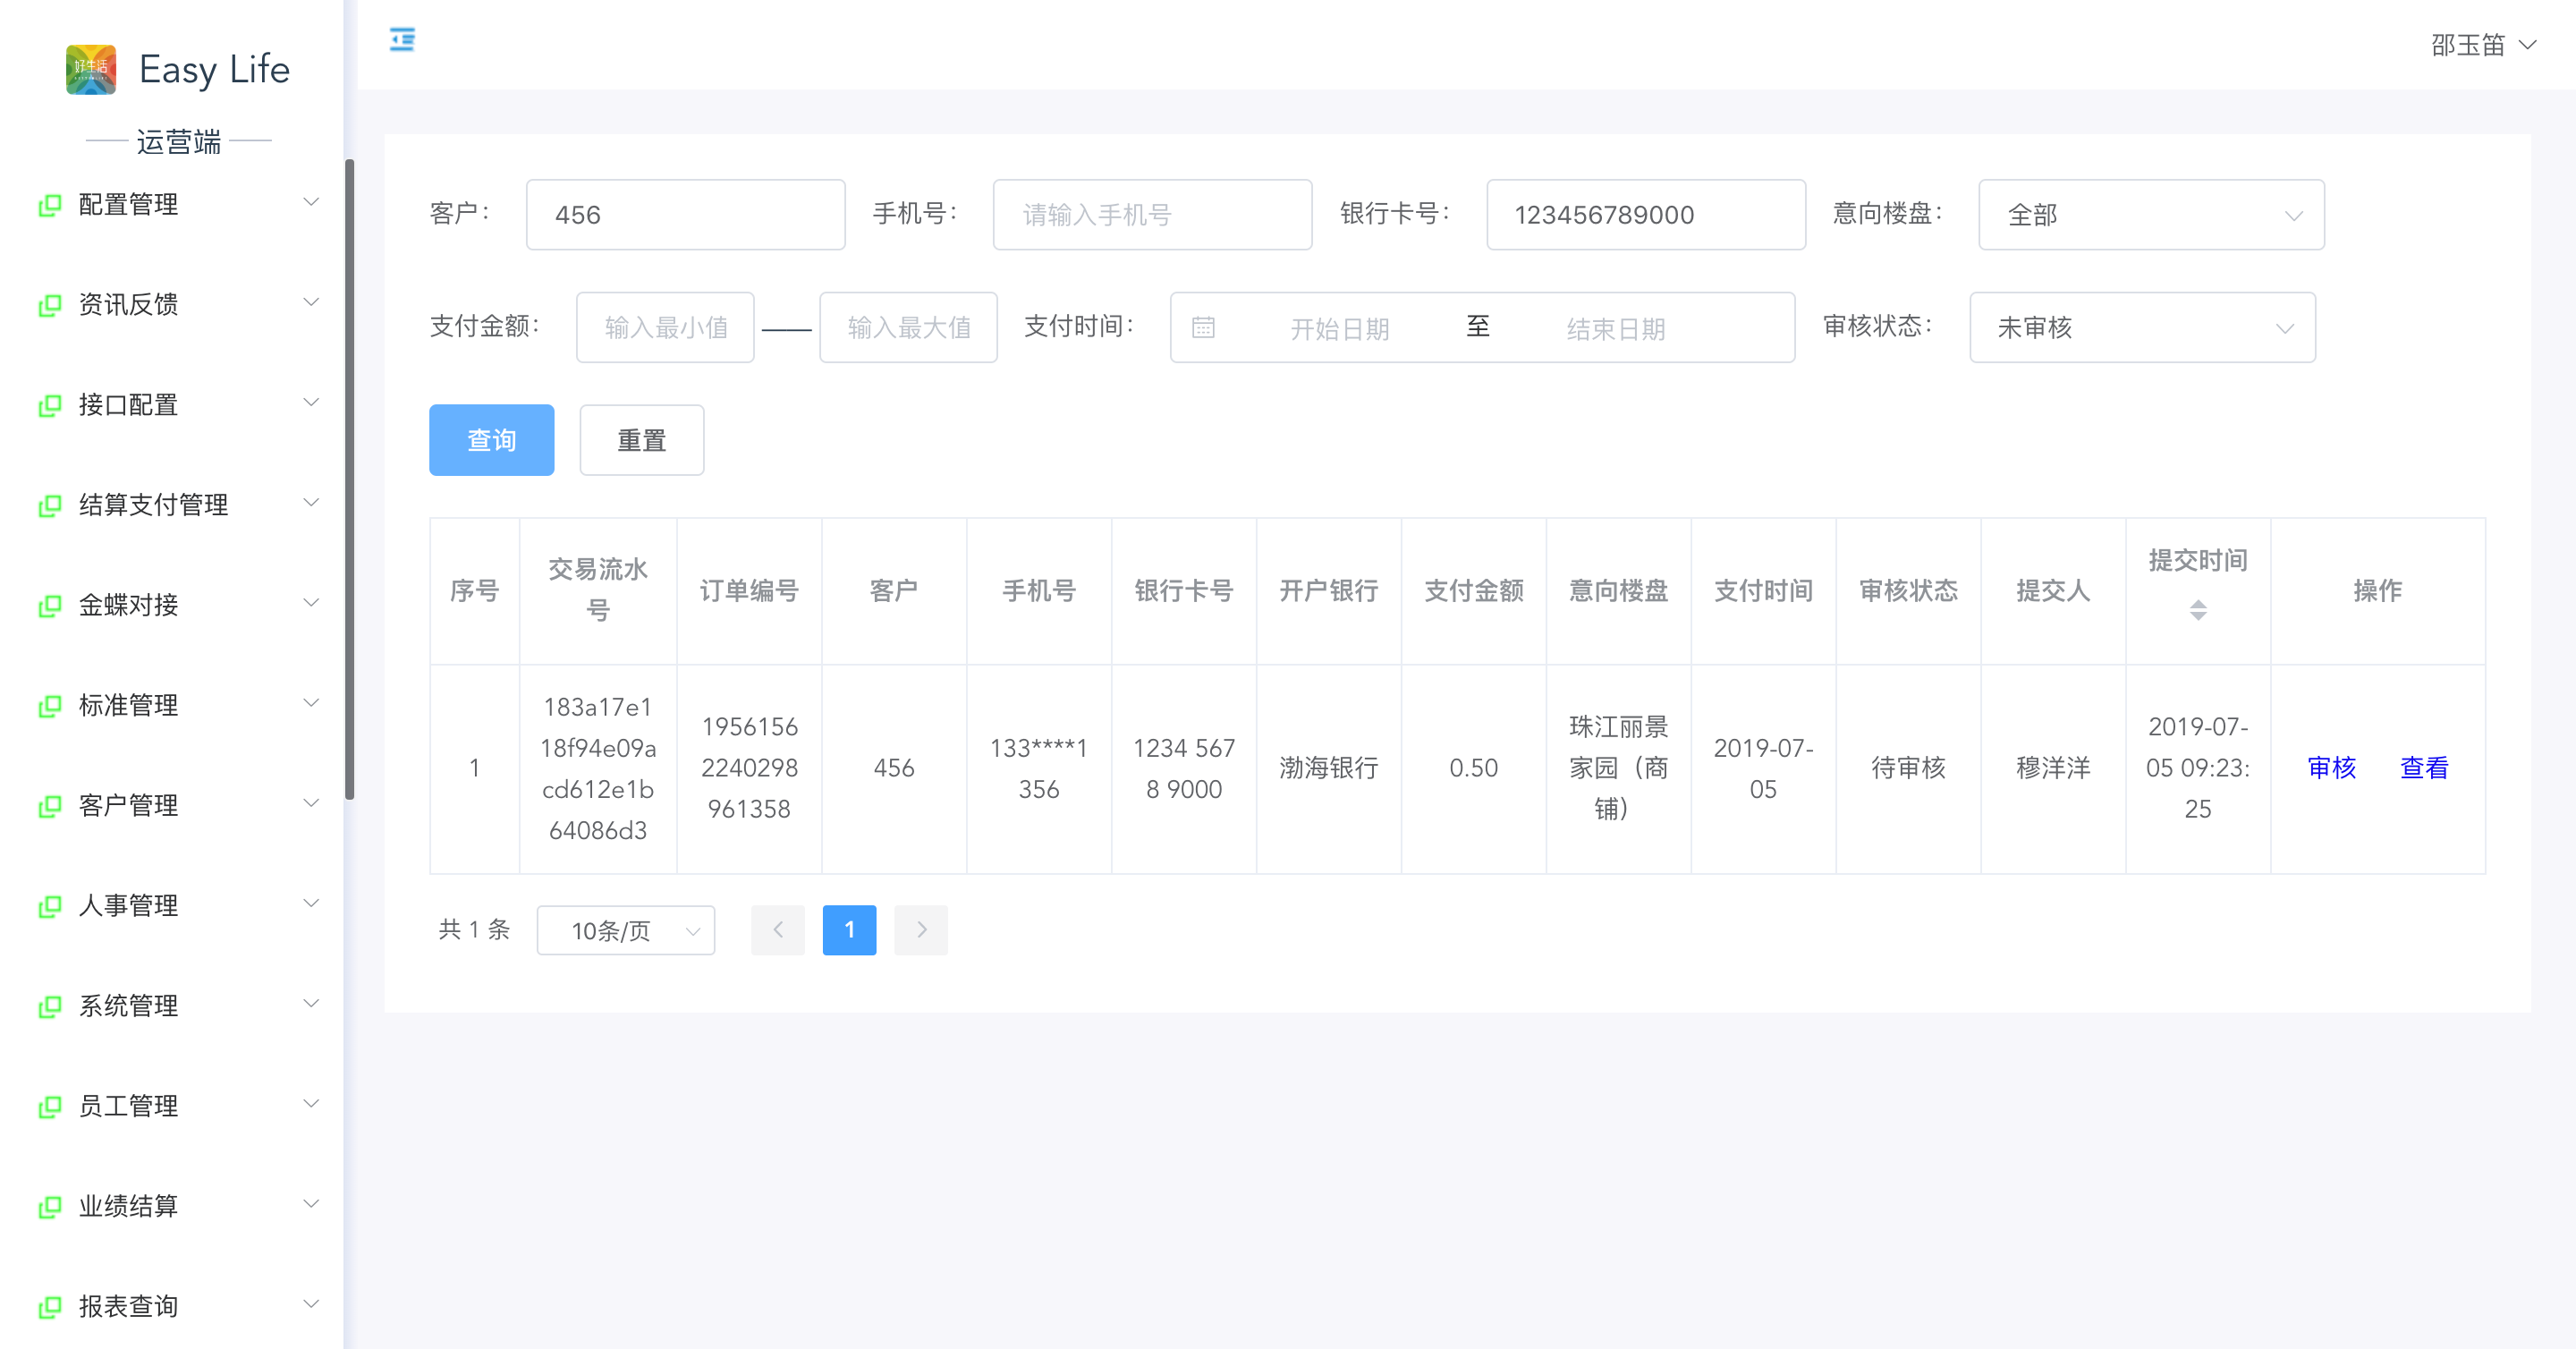 好生活
Easy Life
运营端
配置管理
资讯反馈
接口配置
结算支付管理
金蝶对接
标准管理
客户管理
人事管理
系统管理
员工管理
业绩结算
报表查询
邵玉笛
客户： 456 手机号： 请输入手机号 银行卡号： 123456789000 意向楼盘： 全部
支付金额： 输入最小值 —— 输入最大值 支付时间： 开始日期 至 结束日期 审核状态： 未审核
查询 重置
序号
交易流水
号
订单编号
客户
手机号
银行卡号
开户银行
支付金额
意向楼盘
支付时间
审核状态
提交人
提交时间
操作
1
183a17e1
18f94e09a
cd612e1b
64086d3
1956156
2240298
961358
456
133****1
356
1234 567
8 9000
渤海银行
0.50
珠江丽景
家园（商
铺）
2019-07-
05
待审核
穆洋洋
2019-07-
05 09:23:
25
审核 查看
共 1 条 10条/页 1